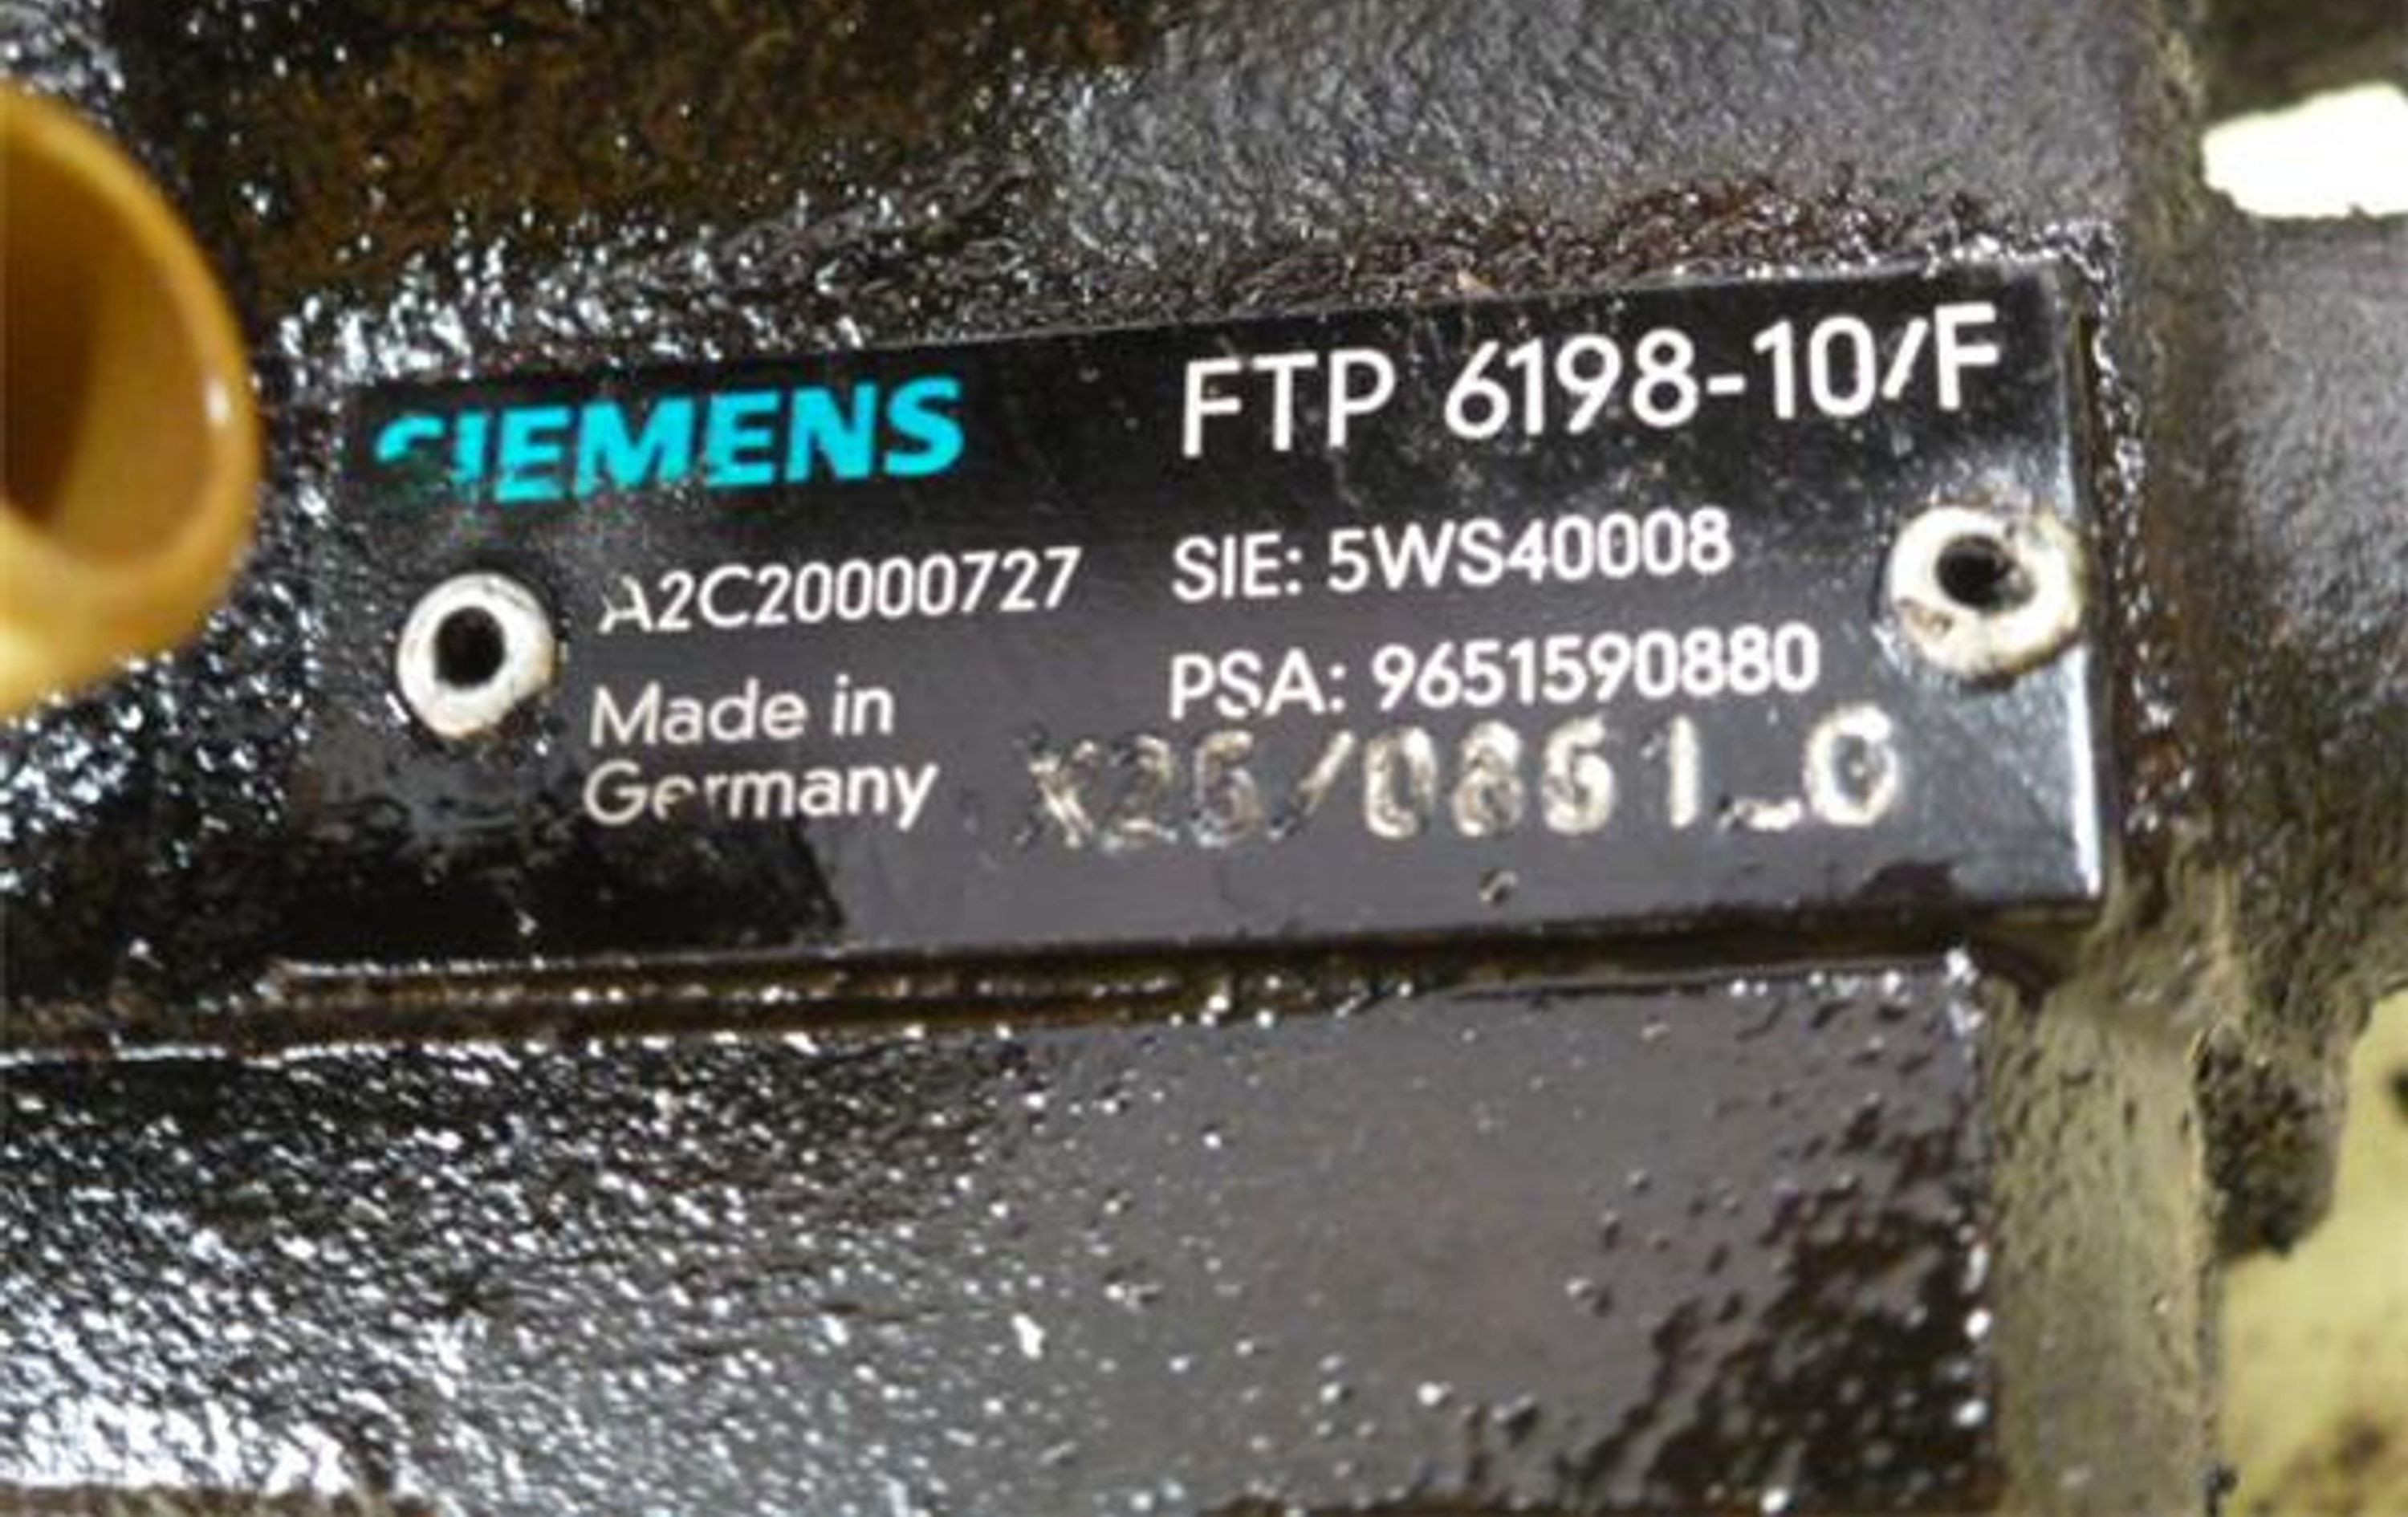 SIEMENS FTP 6198-10/F
A2C20000727 SIE: 5WS40008
Made in PSA: 9651590880
Germany